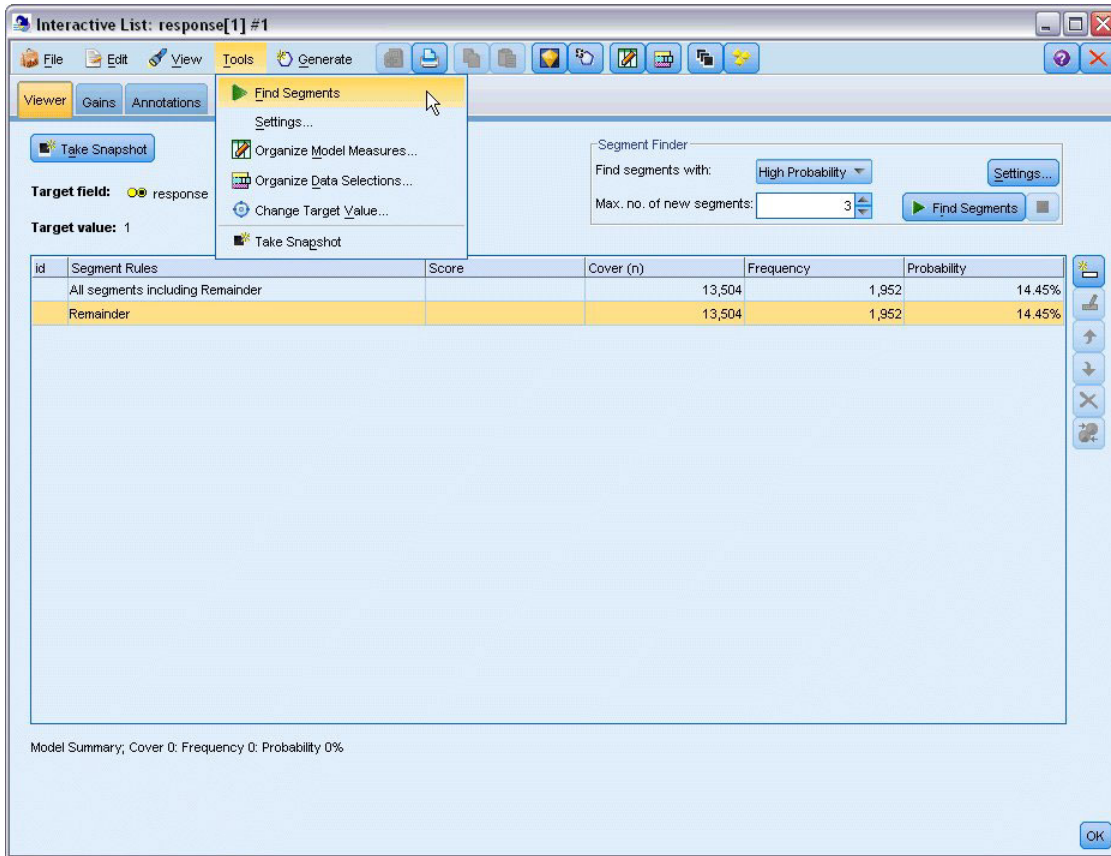 Interactive List: response[1] #1
File Edit View Tools Generate
Viewer Gains Annotations
Find Segments
Settings...
Organize Model Measures...
Organize Data Selections...
Change Target Value...
Take Snapshot
Take Snapshot
Target field: response
Target value: 1
Segment Finder
Find segments with: High Probability Settings...
Max. no. of new segments: 3 Find Segments
id Segment Rules Score Cover (n) Frequency Probability
All segments including Remainder 13,504 1,952 14.45%
Remainder 13,504 1,952 14.45%
Model Summary; Cover 0: Frequency 0: Probability 0%
OK